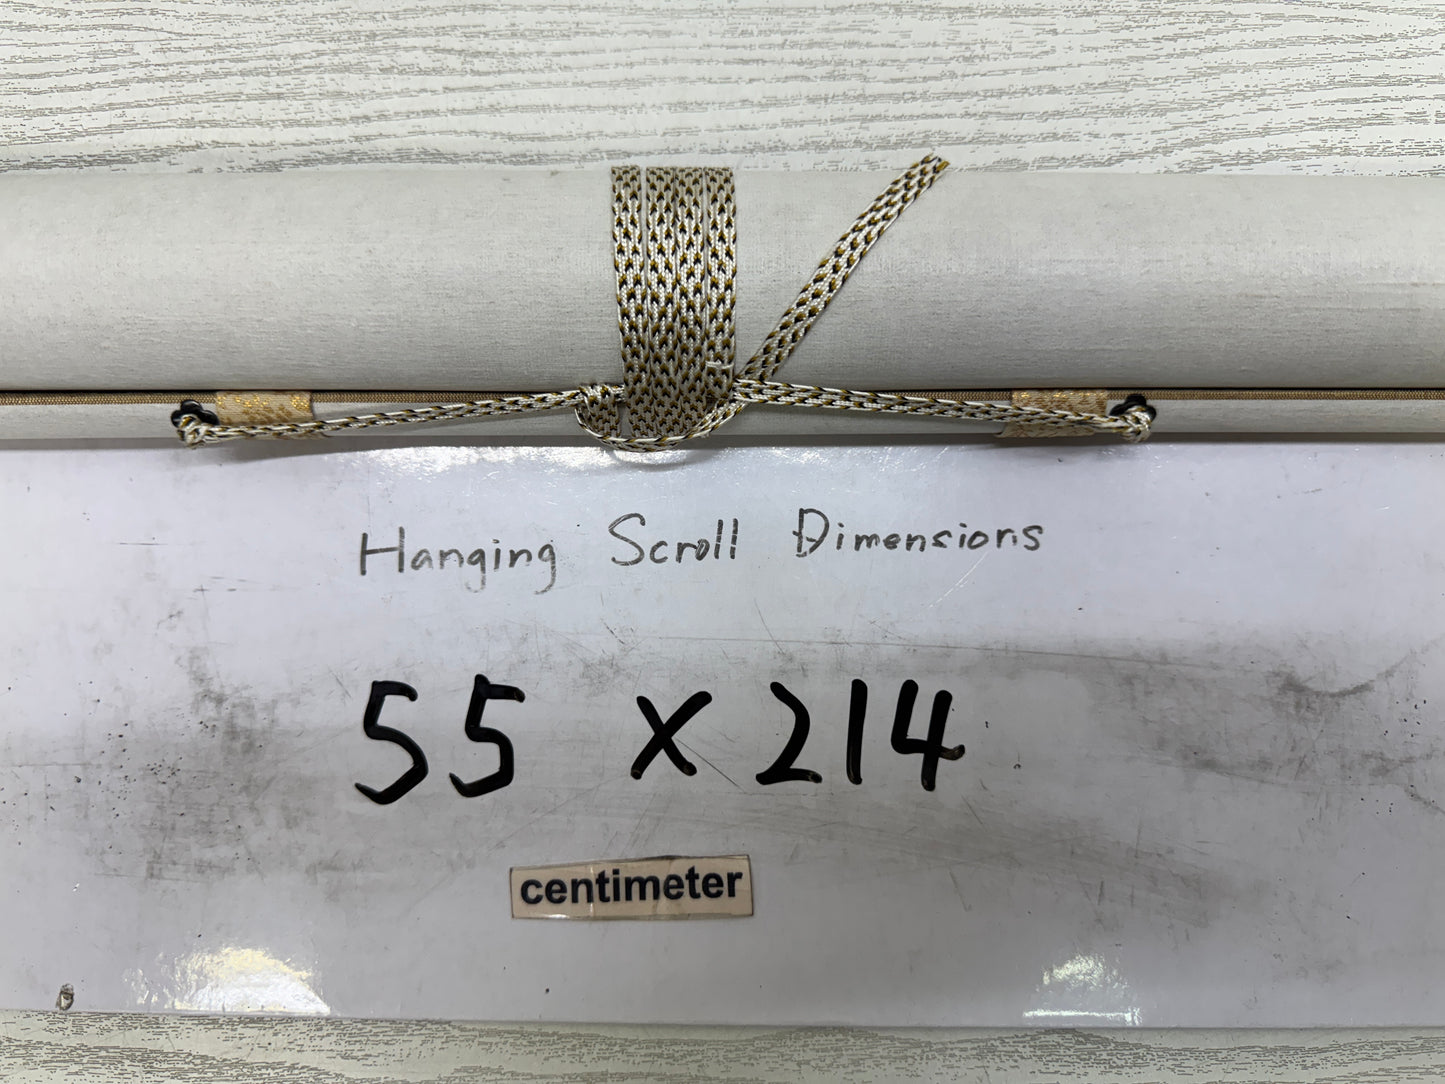 Hanging Scroll Dimensions
55 x 214
centimeter